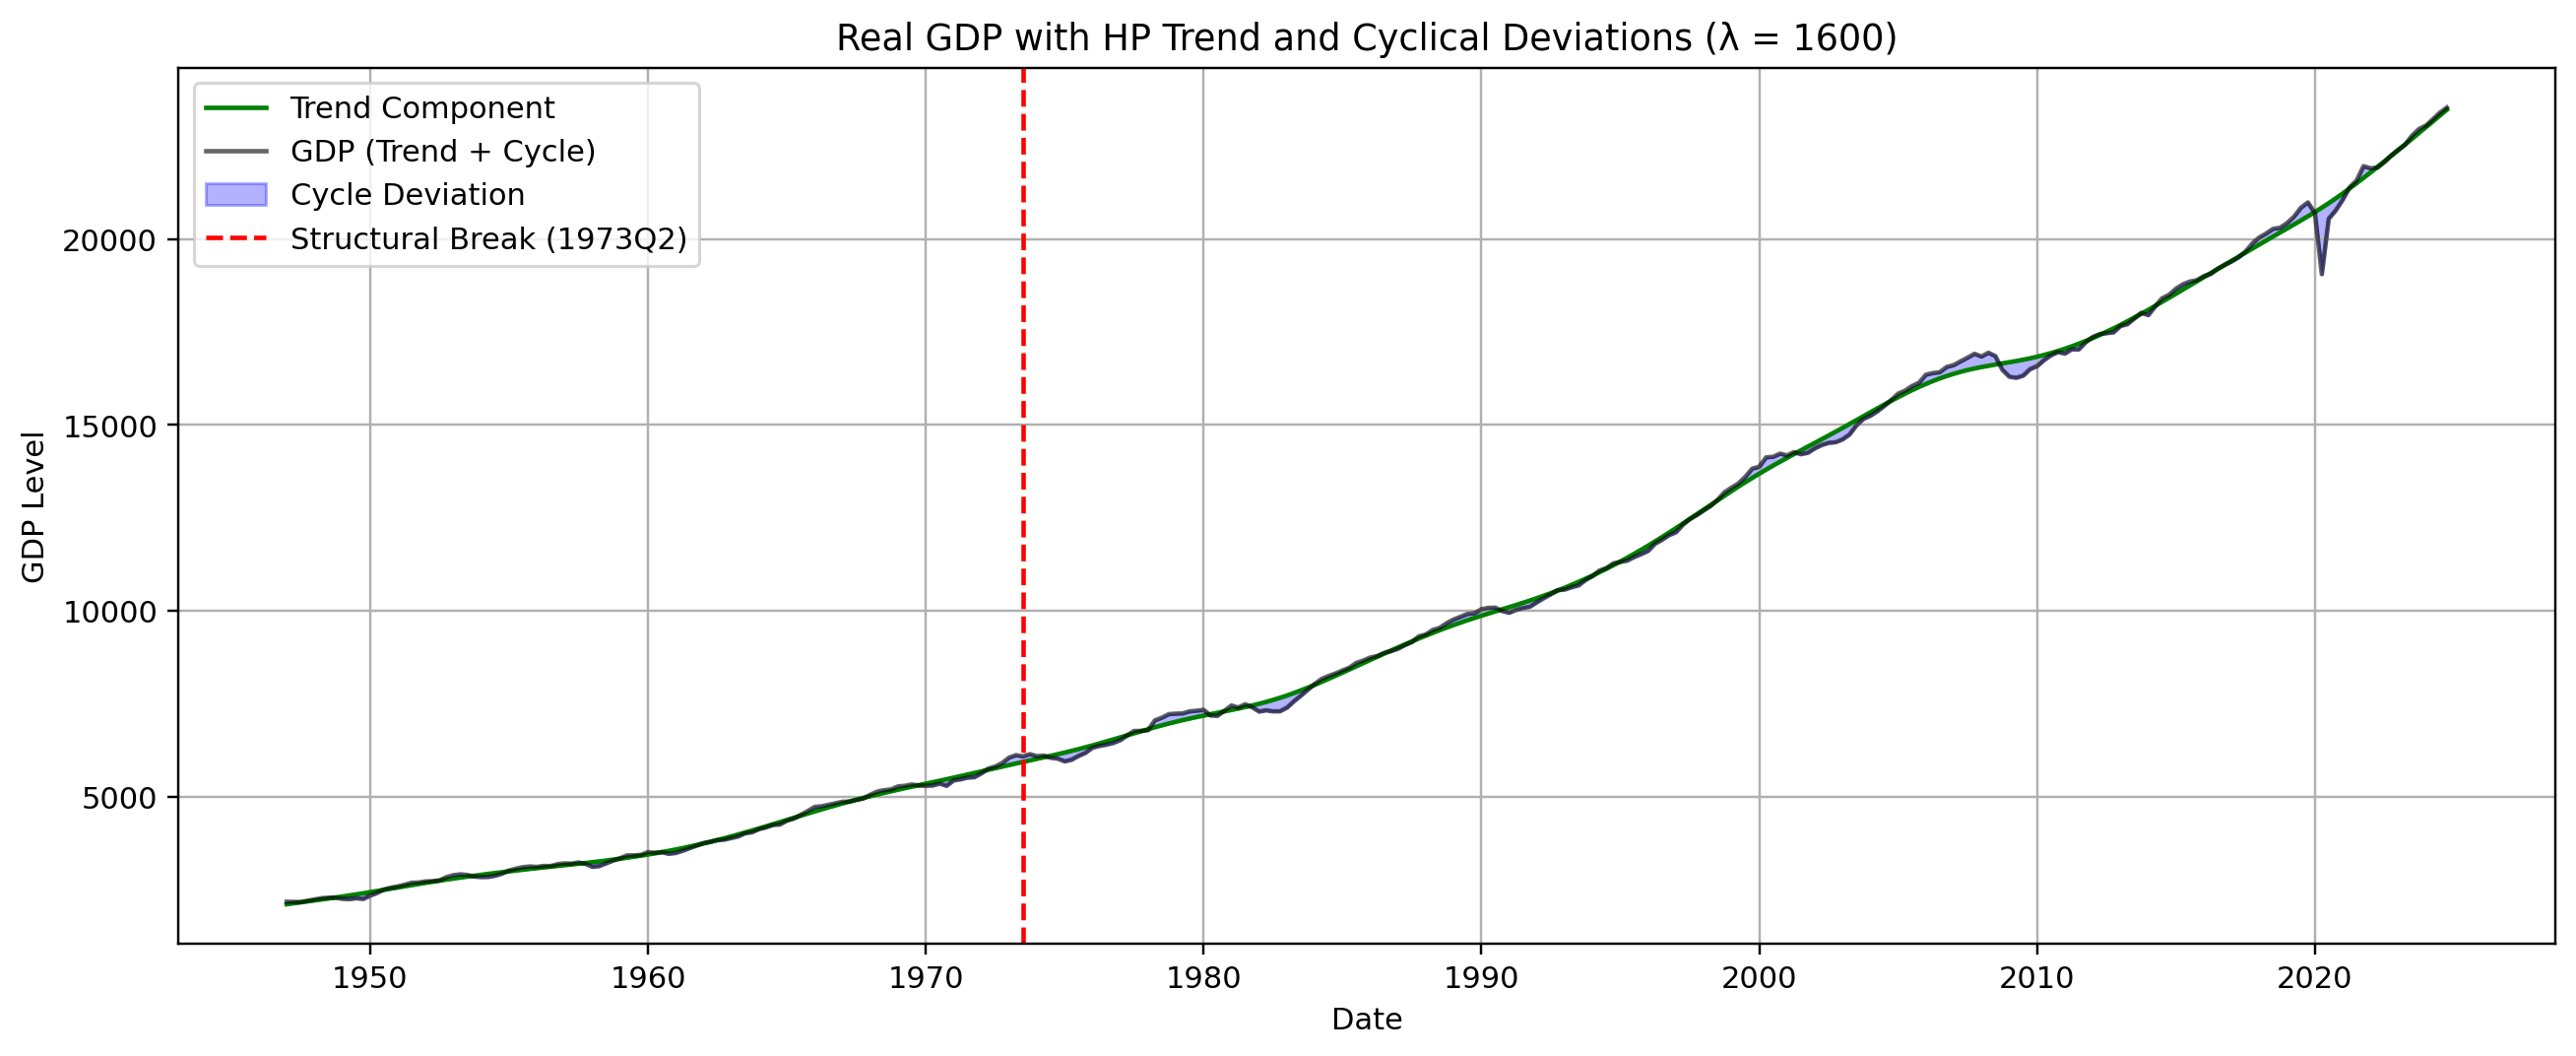 Real GDP with HP Trend and Cyclical Deviations (λ = 1600)
Trend Component
GDP (Trend + Cycle)
Cycle Deviation
Structural Break (1973Q2)
GDP Level
20000
15000
10000
5000
1950 1960 1970 1980 1990 2000 2010 2020
Date